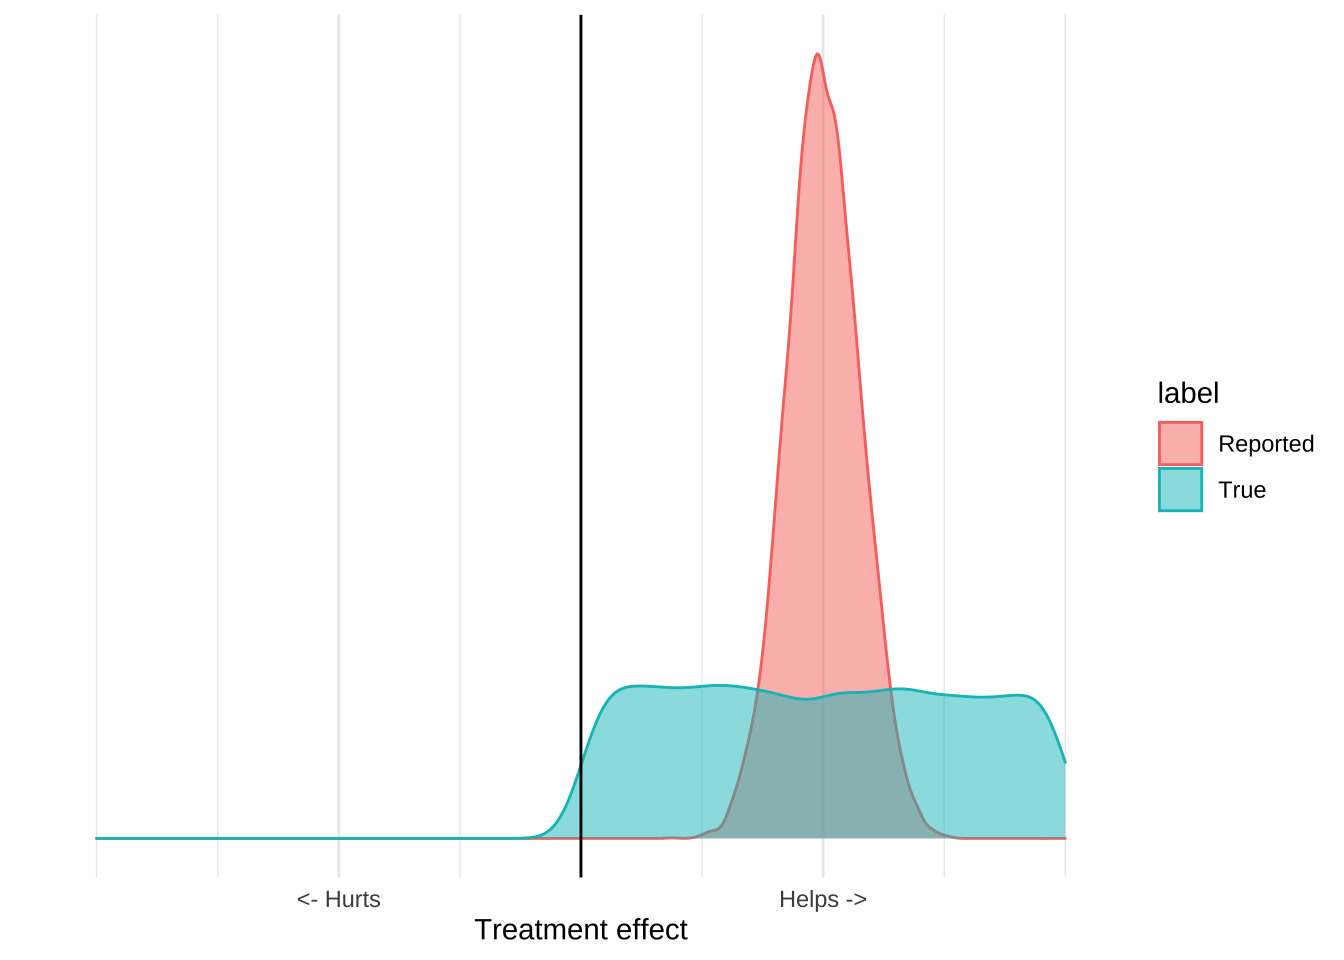 label
Reported
True
<- Hurts
Helps ->
Treatment effect